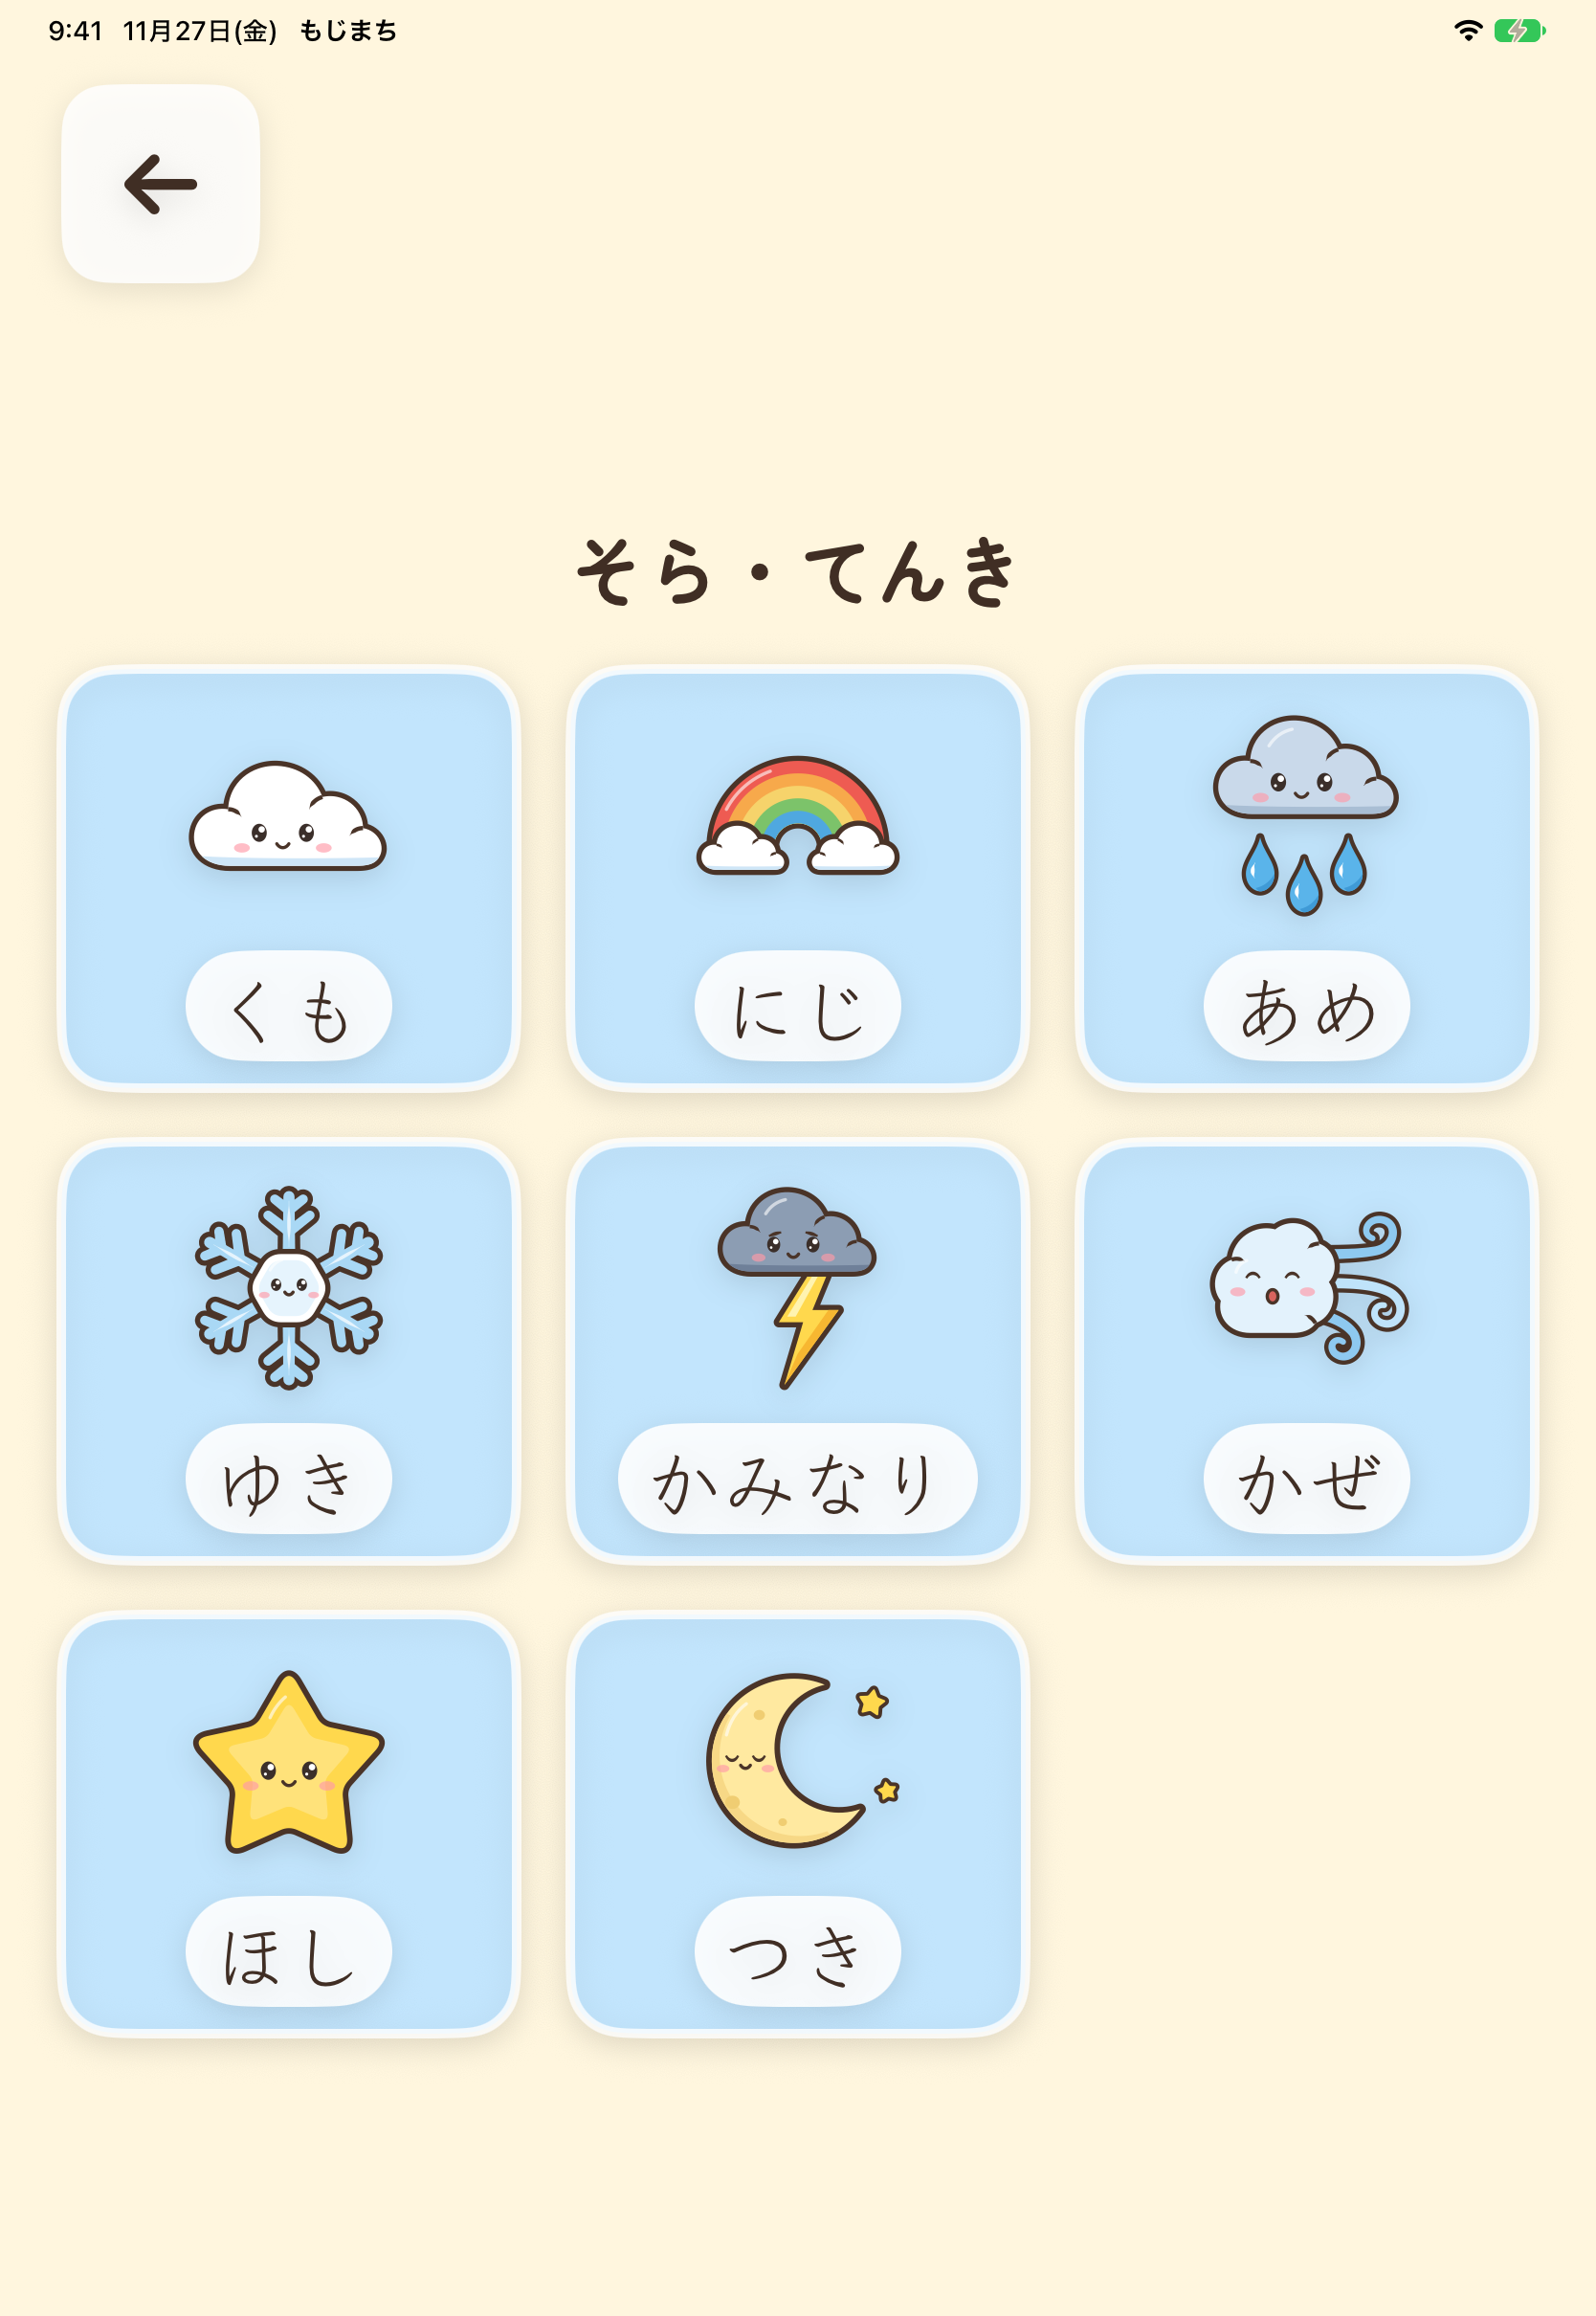 9:41 11月27日(金) もじまち
そら・てんき
くも
にじ
あめ
ゆき
かみなり
かぜ
ほし
つき